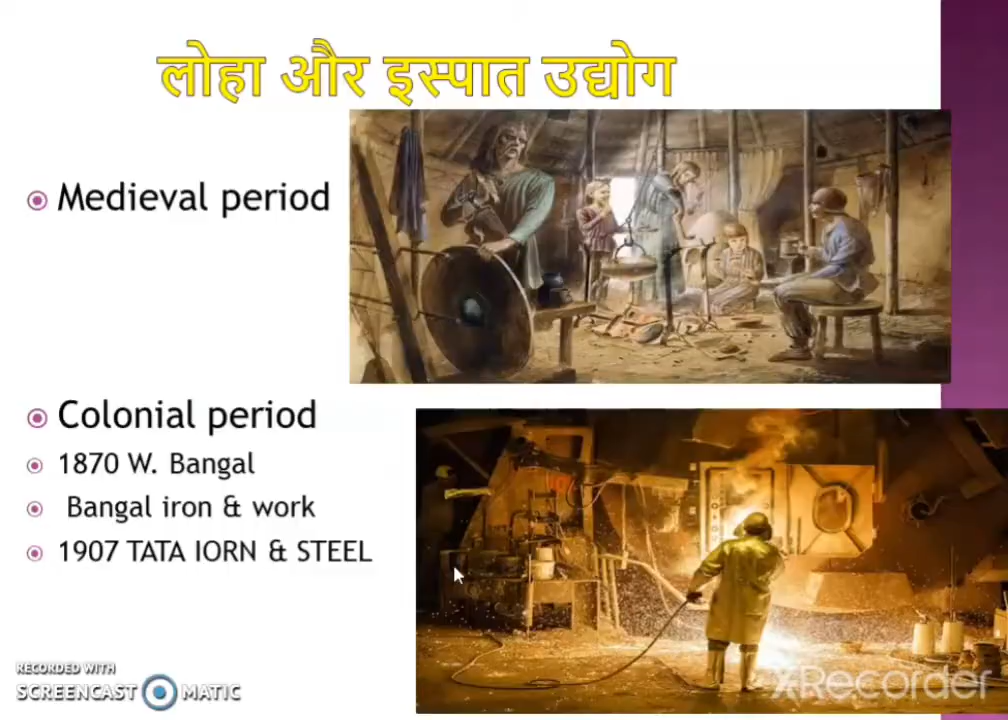 लोहा और इस्पात उद्योग
Medieval period
Colonial period
1870 W. Bangal
Bangal iron & work
1907 TATA IORN & STEEL
RECORDED WITH
SCREENCAST MATIC
XRecorder